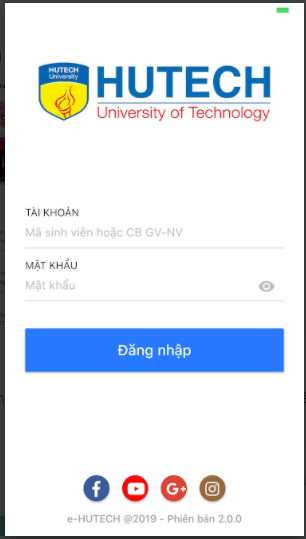 HUTECH
University
HUTECH
University of Technology
TÀI KHOẢN
Mã sinh viên hoặc CB GV-NV
MẬT KHẨU
Mật khẩu
Đăng nhập
e-HUTECH @2019 - Phiên bản 2.0.0